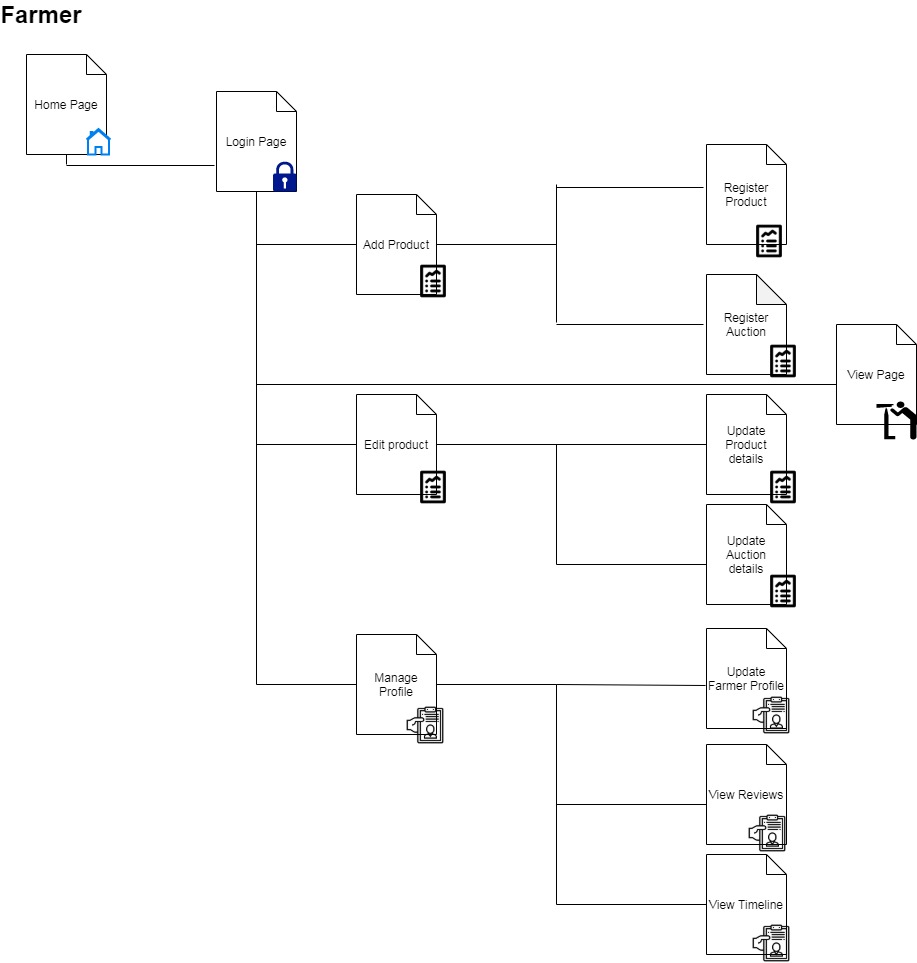 Farmer
Home Page
Login Page
Add Product
Register
Product
Register
Auction
View Page
Edit product
Update
Product
details
Update
Auction
details
Manage
Profile
Update
Farmer Profile
View Reviews
View Timeline